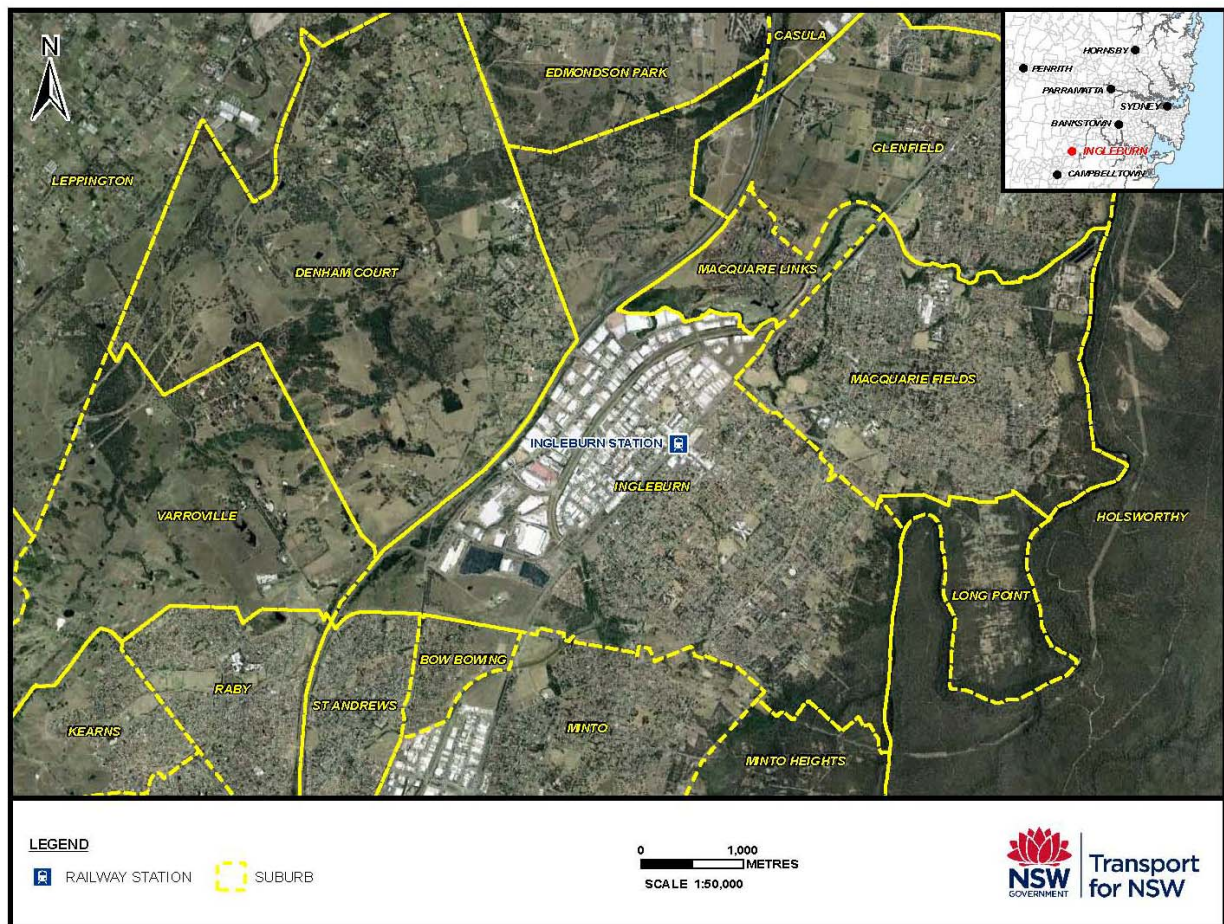 N
CASULA
EDMONDSON PARK
GLENFIELD
HORNSBY
PENRITH
PARRAMATTA
SYDNEY
BANKSTOWN
INGLEBURN
CAMPBELLTOWN
LEPPINGTON
DENHAM COURT
MACQUARIE LINKS
MACQUARIE FIELDS
INGLEBURN STATION
INGLEBURN
VARROVILLE
HOLSWORTHY
LONG POINT
BOW BOWING
RABY
ST ANDREWS
KEARNS
MINTO
MINTO HEIGHTS
LEGEND
RAILWAY STATION
SUBURB
0 1,000
METRES
SCALE 1:50,000
NSW
GOVERNMENT
Transport
for NSW